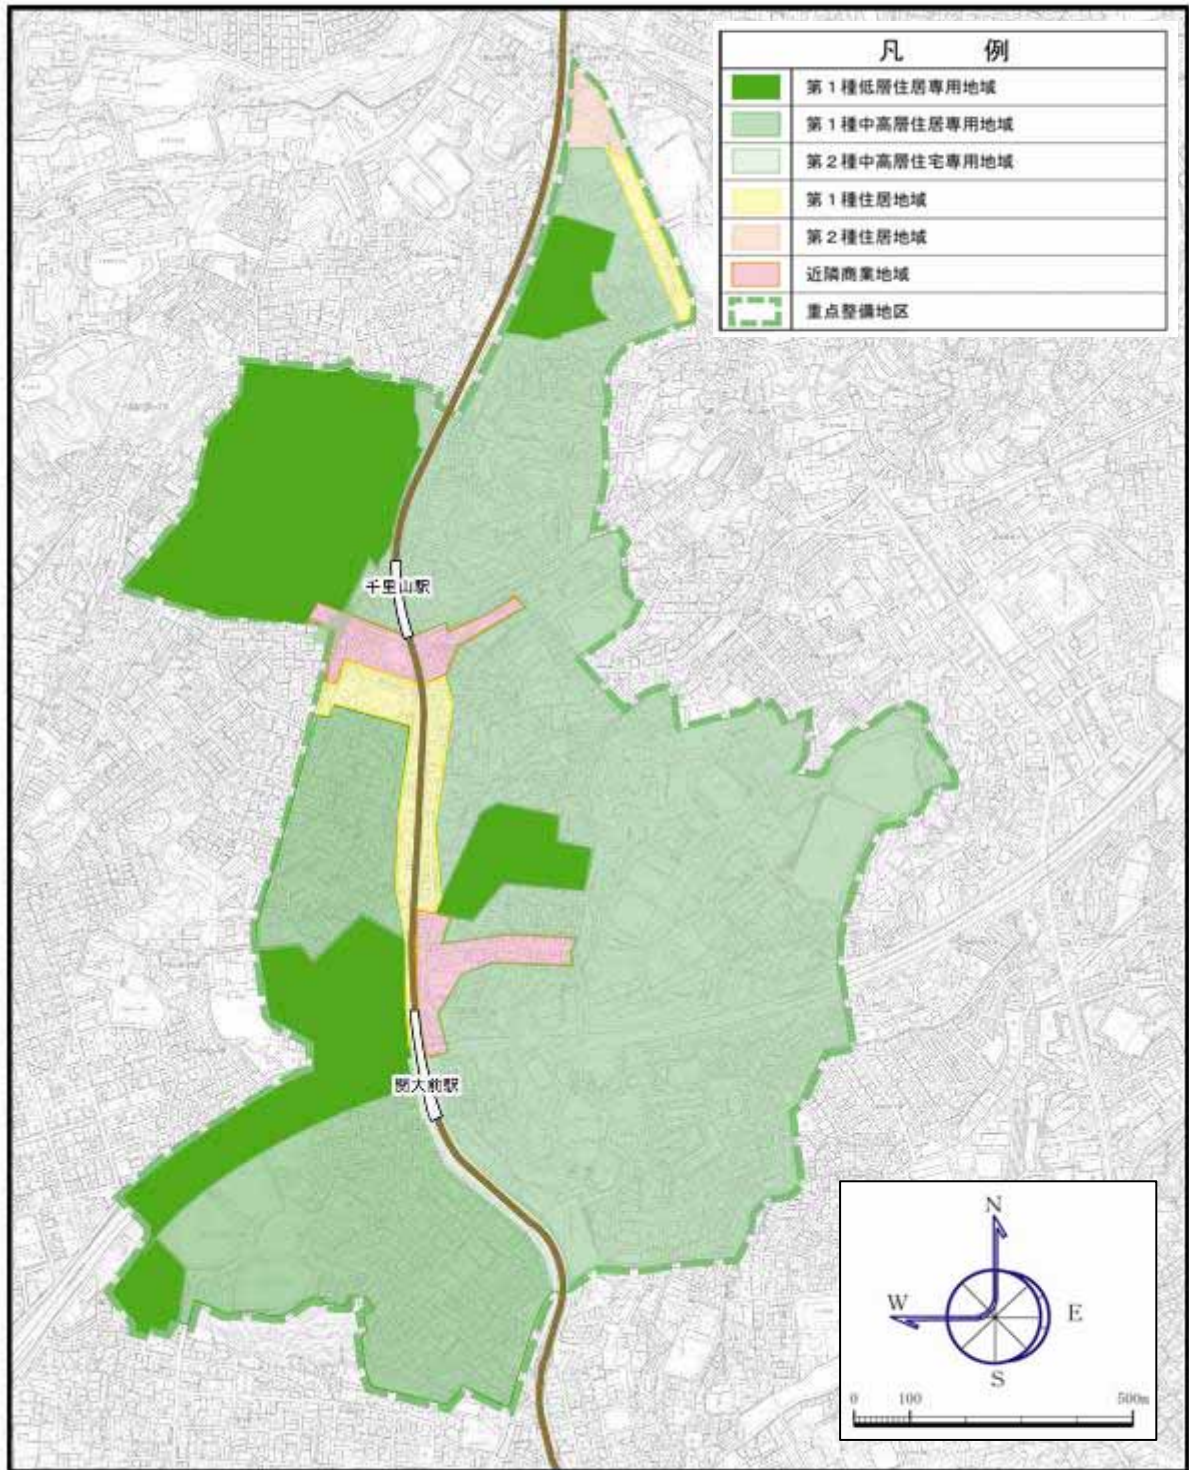 凡 例
第1種低層住居専用地域
第1種中高層住居専用地域
第2種中高層住宅専用地域
第1種住居地域
第2種住居地域
近隣商業地域
重点整備地区
千里山駅
関大前駅
N
W E
S
0 100 500m